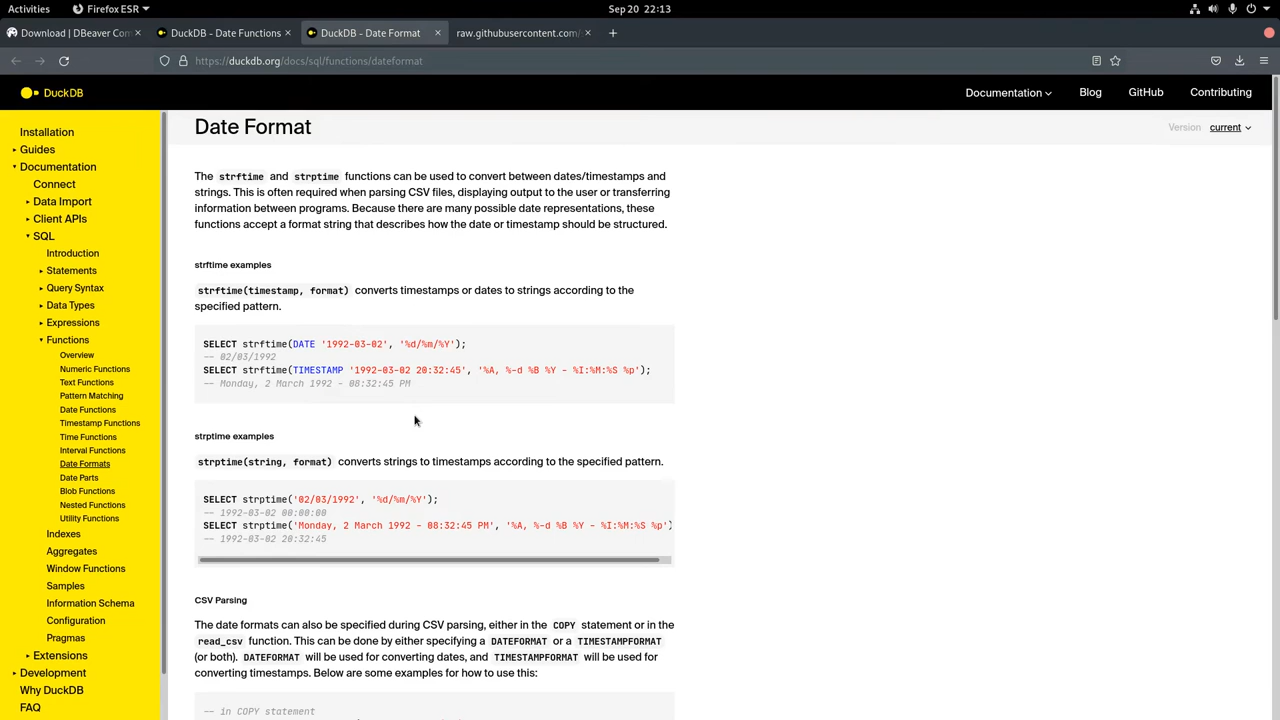 Activities
Firefox ESR
Sep 20 22:13
Download | DBeaver Com
DuckDB - Date Functions
DuckDB - Date Format
raw.githubusercontent.com/
https://duckdb.org/docs/sql/functions/dateformat
DuckDB
Documentation
Blog
GitHub
Contributing
Installation
Guides
Documentation
Connect
Data Import
Client APIs
SQL
Introduction
Statements
Query Syntax
Data Types
Expressions
Functions
Overview
Numeric Functions
Text Functions
Pattern Matching
Date Functions
Timestamp Functions
Time Functions
Interval Functions
Date Formats
Date Parts
Blob Functions
Nested Functions
Utility Functions
Indexes
Aggregates
Window Functions
Samples
Information Schema
Configuration
Pragmas
Extensions
Development
Why DuckDB
FAQ
Date Format
Version current
The strftime and strptime functions can be used to convert between dates/timestamps and
strings. This is often required when parsing CSV files, displaying output to the user or transferring
information between programs. Because there are many possible date representations, these
functions accept a format string that describes how the date or timestamp should be structured.
strftime examples
strftime(timestamp, format) converts timestamps or dates to strings according to the
specified pattern.
SELECT strftime(DATE '1992-03-02', '%d/%m/%Y');
-- 02/03/1992
SELECT strftime(TIMESTAMP '1992-03-02 20:32:45', '%A, %-d %B %Y - %I:%M:%S %p');
-- Monday, 2 March 1992 - 08:32:45 PM
strptime examples
strptime(string, format) converts strings to timestamps according to the specified pattern.
SELECT strptime('02/03/1992', '%d/%m/%Y');
-- 1992-03-02 00:00:00
SELECT strptime('Monday, 2 March 1992 - 08:32:45 PM', '%A, %-d %B %Y - %I:%M:%S %p')
-- 1992-03-02 20:32:45
CSV Parsing
The date formats can also be specified during CSV parsing, either in the COPY statement or in the
read_csv function. This can be done by either specifying a DATEFORMAT or a TIMESTAMPFORMAT
(or both). DATEFORMAT will be used for converting dates, and TIMESTAMPFORMAT will be used for
converting timestamps. Below are some examples for how to use this:
-- in COPY statement